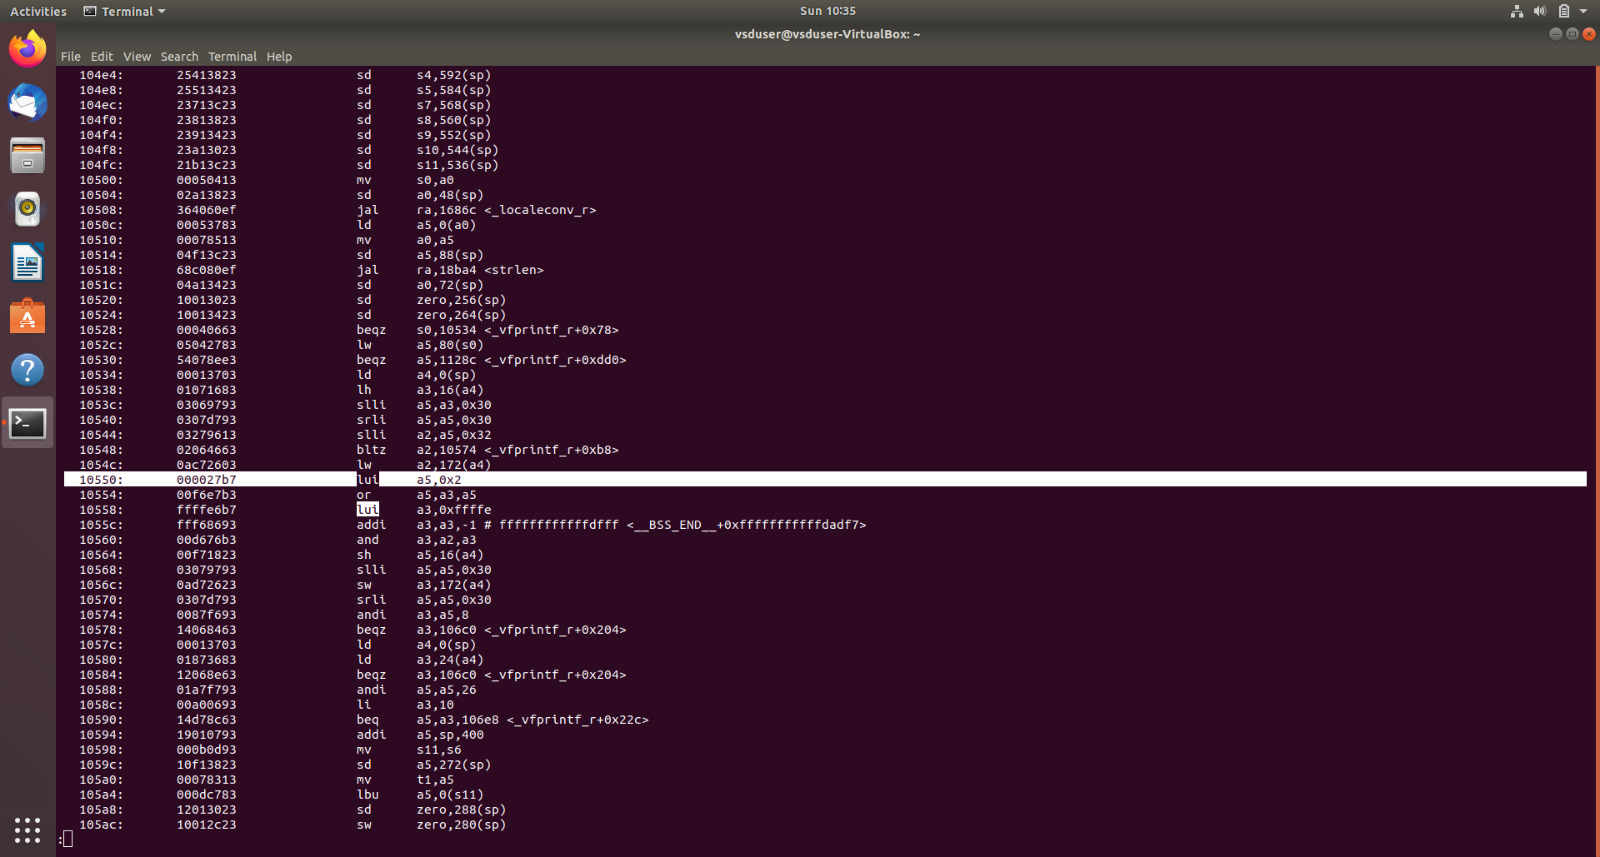 Activities Terminal Sun 10:35
vsduser@vsduser-VirtualBox: ~
File Edit View Search Terminal Help
104e4: 25413823 sd s4,592(sp)
104e8: 25513423 sd s5,584(sp)
104ec: 23713c23 sd s7,568(sp)
104f0: 23813823 sd s8,560(sp)
104f4: 23913423 sd s9,552(sp)
104f8: 23a13023 sd s10,544(sp)
104fc: 21b13c23 sd s11,536(sp)
10500: 00050413 mv s0,a0
10504: 02a13823 sd a0,48(sp)
10508: 364060ef jal ra,1686c <_localeconv_r>
1050c: 00053783 ld a5,0(a0)
10510: 00078513 mv a0,a5
10514: 04f13c23 sd a5,88(sp)
10518: 68c080ef jal ra,18ba4 <strlen>
1051c: 04a13423 sd a0,72(sp)
10520: 10013023 sd zero,256(sp)
10524: 10013423 sd zero,264(sp)
10528: 00040663 beqz s0,10534 <_vfprintf_r+0x78>
1052c: 05042783 lw a5,80(s0)
10530: 54078ee3 beqz a5,1128c <_vfprintf_r+0xdd0>
10534: 00013703 ld a4,0(sp)
10538: 01071683 lh a3,16(a4)
1053c: 03069793 slli a5,a3,0x30
10540: 0307d793 srli a5,a5,0x30
10544: 03279613 slli a2,a5,0x32
10548: 02064663 bltz a2,10574 <_vfprintf_r+0xb8>
1054c: 0ac72603 lw a2,172(a4)
10550: 000027b7 lui a5,0x2
10554: 00f6e7b3 or a5,a3,a5
10558: ffffe6b7 lui a3,0xffffe
1055c: fff68693 addi a3,a3,-1 # ffffffffffffdfff <__BSS_END__+0xfffffffffffdadf7>
10560: 00d676b3 and a3,a2,a3
10564: 00f71823 sh a5,16(a4)
10568: 03079793 slli a5,a5,0x30
1056c: 0ad72623 sw a3,172(a4)
10570: 0307d793 srli a5,a5,0x30
10574: 0087f693 andi a3,a5,8
10578: 14068463 beqz a3,106c0 <_vfprintf_r+0x204>
1057c: 00013703 ld a4,0(sp)
10580: 01873683 ld a3,24(a4)
10584: 12068e63 beqz a3,106c0 <_vfprintf_r+0x204>
10588: 01a7f793 andi a5,a5,26
1058c: 00a00693 li a3,10
10590: 14d78c63 beq a5,a3,106e8 <_vfprintf_r+0x22c>
10594: 19010793 addi a5,sp,400
10598: 000b0d93 mv s11,s6
1059c: 10f13823 sd a5,272(sp)
105a0: 00078313 mv t1,a5
105a4: 000dc783 lbu a5,0(s11)
105a8: 12013023 sd zero,288(sp)
105ac: 10012c23 sw zero,280(sp)
: